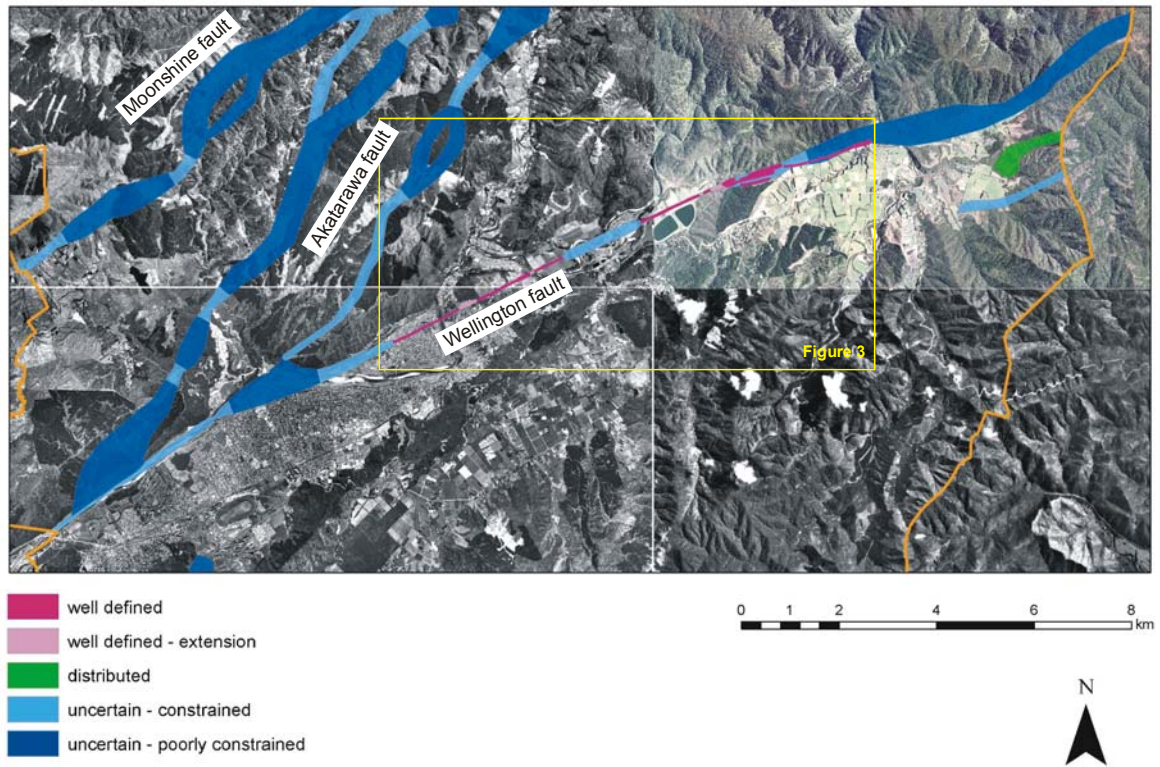 Moonshine fault
Akatarawa fault
Wellington fault
Figure 3
well defined
well defined - extension
distributed
uncertain - constrained
uncertain - poorly constrained
0 1 2 4 6 8
km
N